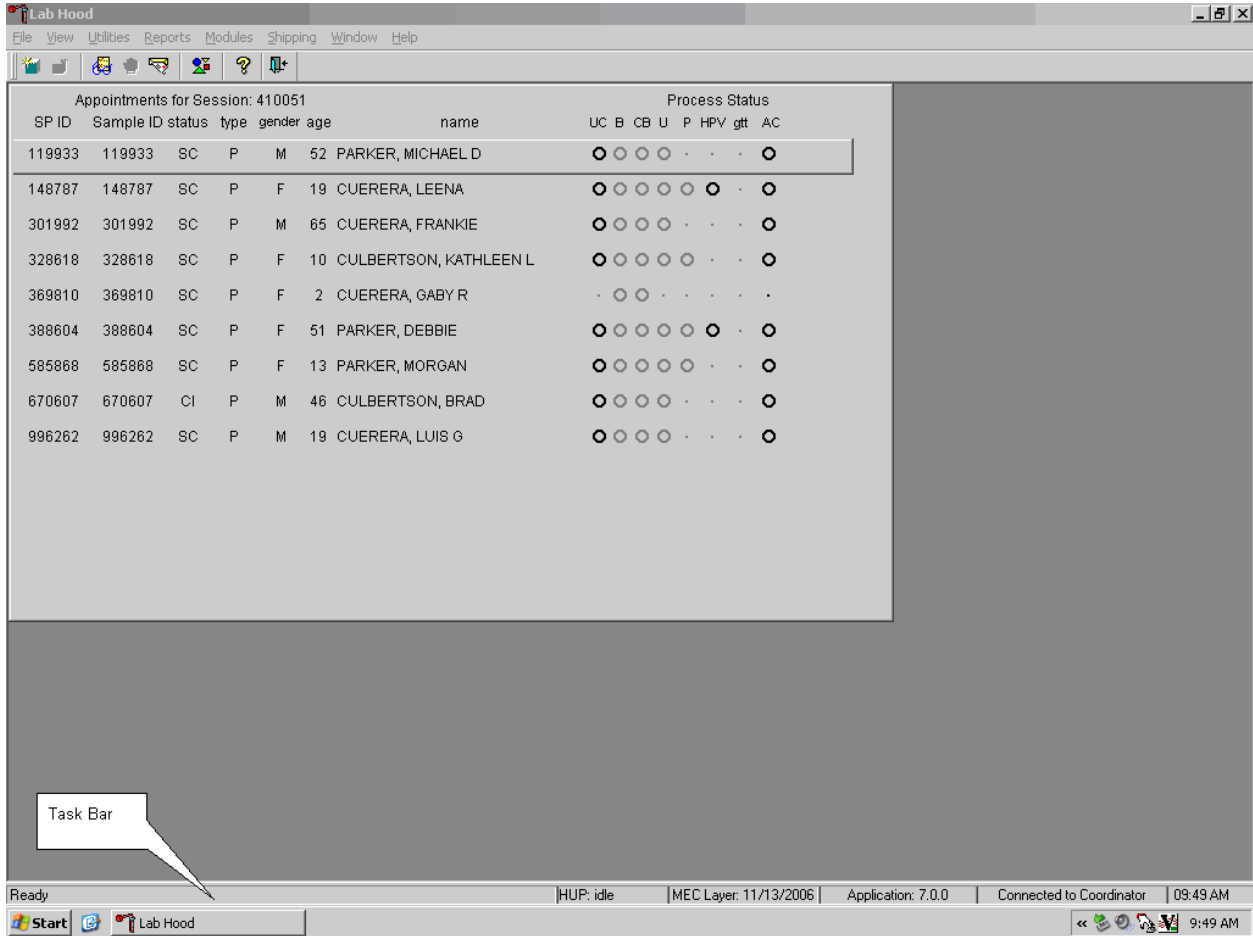 Lab Hood
File View Utilities Reports Modules Shipping Window Help
Appointments for Session: 410051 Process Status
SP ID Sample ID status type gender age name UC B CB U P HPV gtt AC
119933 119933 SC P M 52 PARKER, MICHAEL D
148787 148787 SC P F 19 CUERERA, LEENA
301992 301992 SC P M 65 CUERERA, FRANKIE
328618 328618 SC P F 10 CULBERTSON, KATHLEEN L
369810 369810 SC P F 2 CUERERA, GABY R
388604 388604 SC P F 51 PARKER, DEBBIE
585868 585868 SC P F 13 PARKER, MORGAN
670607 670607 CI P M 46 CULBERTSON, BRAD
996262 996262 SC P M 19 CUERERA, LUIS G
Task Bar
Ready HUP: idle MEC Layer: 11/13/2006 Application: 7.0.0 Connected to Coordinator 09:49 AM
Start Lab Hood « 9:49 AM